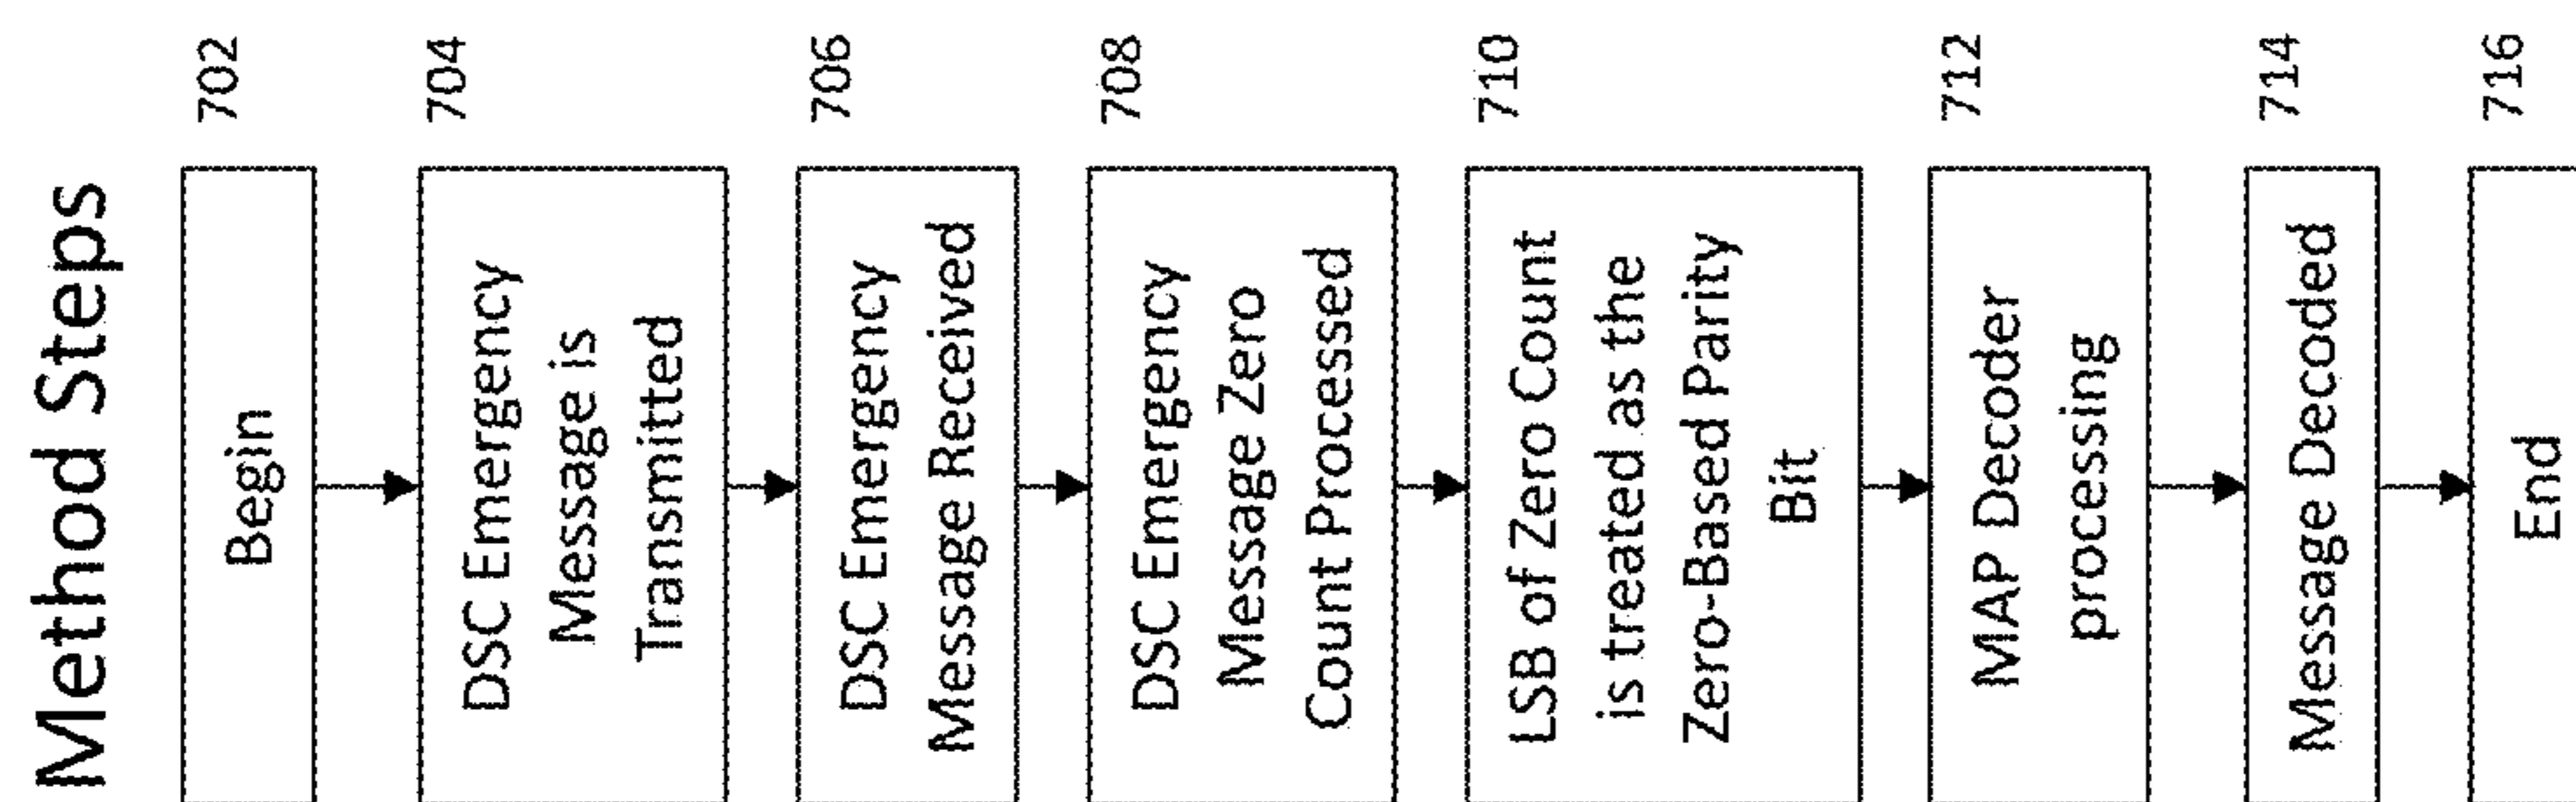 Method Steps
Begin
702
DSC Emergency
Message is
Transmitted
704
DSC Emergency
Message Received
706
DSC Emergency
Message Zero
Count Processed
708
LSB of Zero Count
is treated as the
Zero-Based Parity
Bit
710
MAP Decoder
processing
712
Message Decoded
714
End
716